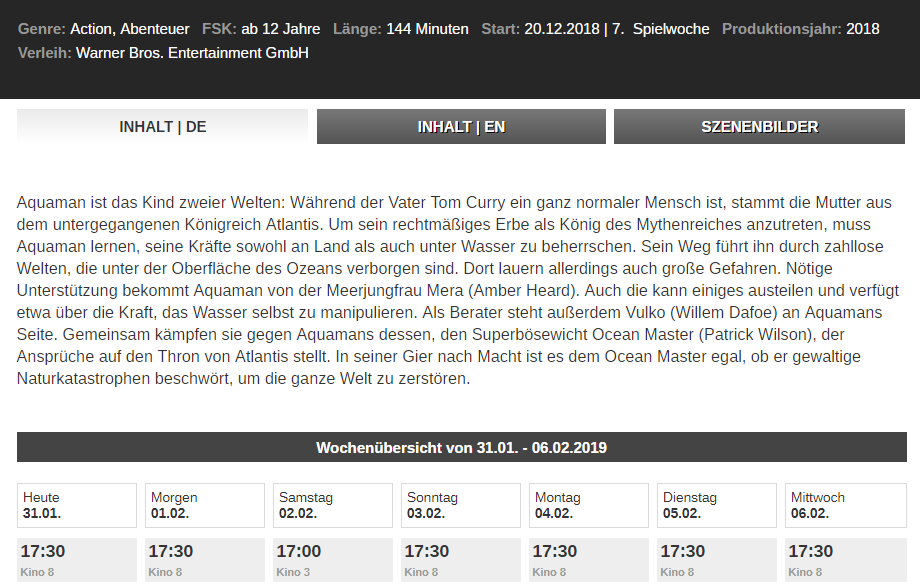 Genre: Action, Abenteuer FSK: ab 12 Jahre Länge: 144 Minuten Start: 20.12.2018 | 7. Spielwoche Produktionsjahr: 2018
Verleih: Warner Bros. Entertainment GmbH
INHALT | DE INHALT | EN SZENENBILDER
Aquaman ist das Kind zweier Welten: Während der Vater Tom Curry ein ganz normaler Mensch ist, stammt die Mutter aus
dem untergegangenen Königreich Atlantis. Um sein rechtmäßiges Erbe als König des Mythenreiches anzutreten, muss
Aquaman lernen, seine Kräfte sowohl an Land als auch unter Wasser zu beherrschen. Sein Weg führt ihn durch zahllose
Welten, die unter der Oberfläche des Ozeans verborgen sind. Dort lauern allerdings auch große Gefahren. Nötige
Unterstützung bekommt Aquaman von der Meerjungfrau Mera (Amber Heard). Auch die kann einiges austeilen und verfügt
etwa über die Kraft, das Wasser selbst zu manipulieren. Als Berater steht außerdem Vulko (Willem Dafoe) an Aquamans
Seite. Gemeinsam kämpfen sie gegen Aquamans dessen, den Superbösewicht Ocean Master (Patrick Wilson), der
Ansprüche auf den Thron von Atlantis stellt. In seiner Gier nach Macht ist es dem Ocean Master egal, ob er gewaltige
Naturkatastrophen beschwört, um die ganze Welt zu zerstören.
Wochenübersicht von 31.01. - 06.02.2019
Heute Morgen Samstag Sonntag Montag Dienstag Mittwoch
31.01. 01.02. 02.02. 03.02. 04.02. 05.02. 06.02.
17:30 17:30 17:00 17:30 17:30 17:30 17:30
Kino 8 Kino 8 Kino 3 Kino 8 Kino 8 Kino 8 Kino 8